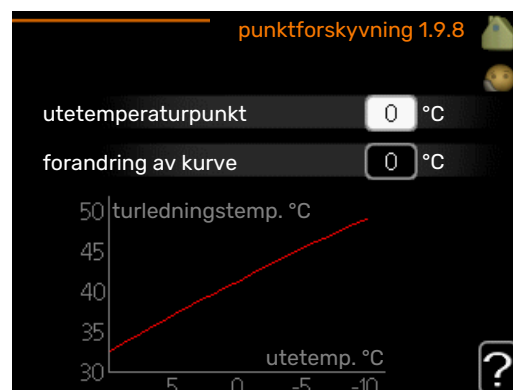 punktforskyvning 1.9.8
utetemperaturpunkt 0 °C
forandring av kurve 0 °C
50 turledningstemp. °C
45
40
35
30
utetemp. °C
5 0 -5 -10
?